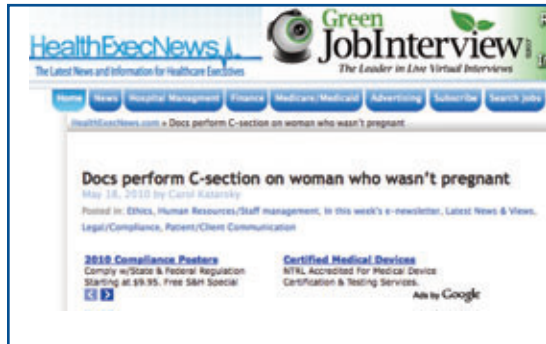 HealthExecNews
The Latest News and Information for Healthcare Executives
Green
JobInterview
The Leader in Live Virtual Interviews
Home News Hospital Managment Finance Medicare/Medicaid Advertising Subscribe Search jobs
HealthExecNews.com » Docs perform C-section on woman who wasn't pregnant
Docs perform C-section on woman who wasn't pregnant
May 18, 2010 by Carol Katarsky
Posted in: Ethics, Human Resources/Staff management, In this week's e-newsletter, Latest News & Views,
Legal/Compliance, Patient/Client Communication
2010 Compliance Posters
Comply w/State & Federal Regulation
Starting at $9.95. Free S&H Special
Certified Medical Devices
NTRL Accredited For Medical Device
Certification & Testing Services.
Ads by Google